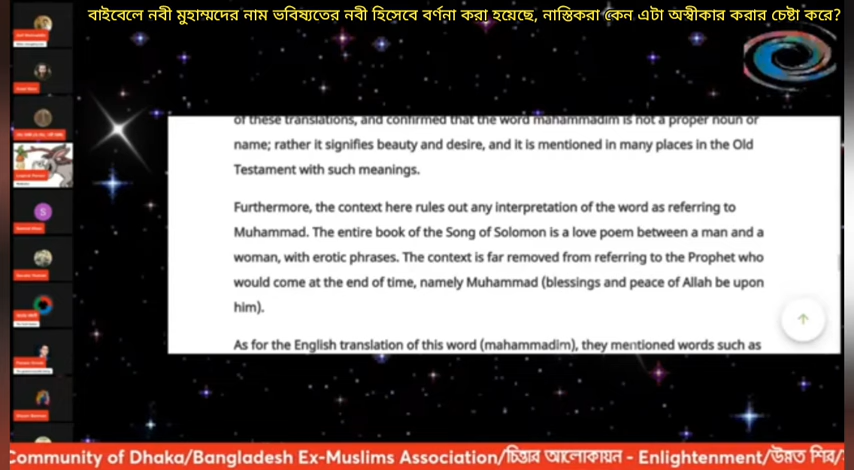 বাইবেলে নবী মুহাম্মদের নাম ভবিষ্যতের নবী হিসেবে বর্ণনা করা হয়েছে, নাস্তিকরা কেন এটা অস্বীকার করার চেষ্টা করে?
of these translations, and confirmed that the word mahammadim is not a proper noun or
name; rather it signifies beauty and desire, and it is mentioned in many places in the Old
Testament with such meanings.
Furthermore, the context here rules out any interpretation of the word as referring to
Muhammad. The entire book of the Song of Solomon is a love poem between a man and a
woman, with erotic phrases. The context is far removed from referring to the Prophet who
would come at the end of time, namely Muhammad (blessings and peace of Allah be upon
him).
As for the English translation of this word (mahammadim), they mentioned words such as
S
Community of Dhaka/Bangladesh Ex-Muslims Association/চিন্তার আলোকায়ন - Enlightenment/উন্নত শির/